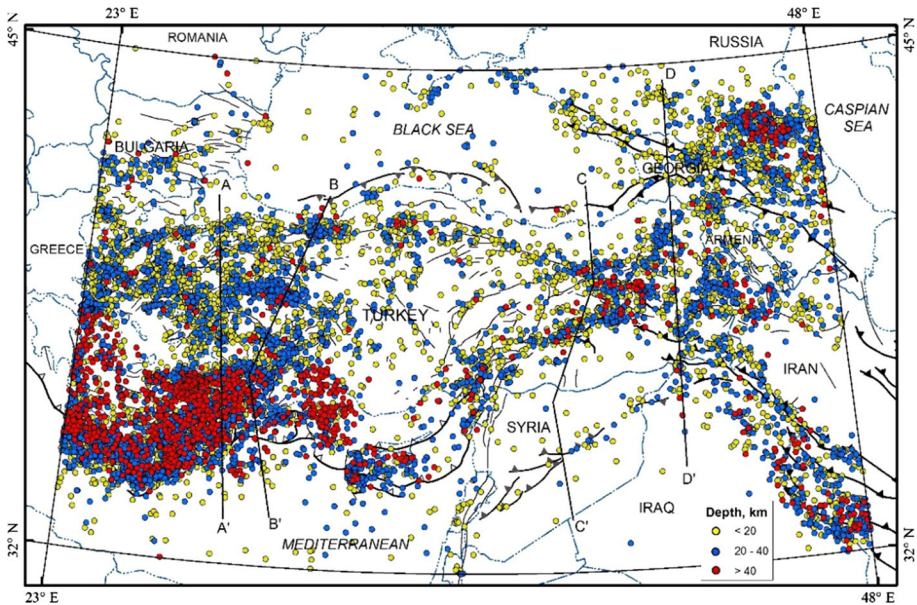 23° E
48° E
45° N
45° N
ROMANIA
RUSSIA
D
CASPIAN
SEA
BLACK SEA
BULGARIA
GEORGIA
A
B
C
GREECE
ARMENIA
TURKEY
IRAN
SYRIA
D'
IRAQ
A'
B'
C'
MEDITERRANEAN
Depth, km
< 20
20 - 40
> 40
32° N
32° N
23° E
48° E